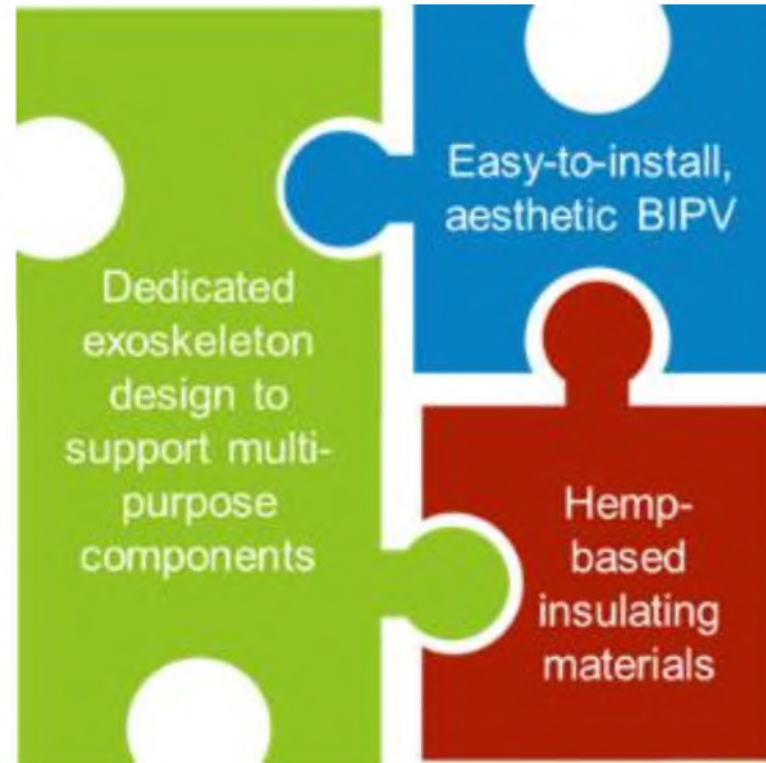 Dedicated
exoskeleton
design to
support multi-
purpose
components
Easy-to-install,
aesthetic BIPV
Hemp-
based
insulating
materials